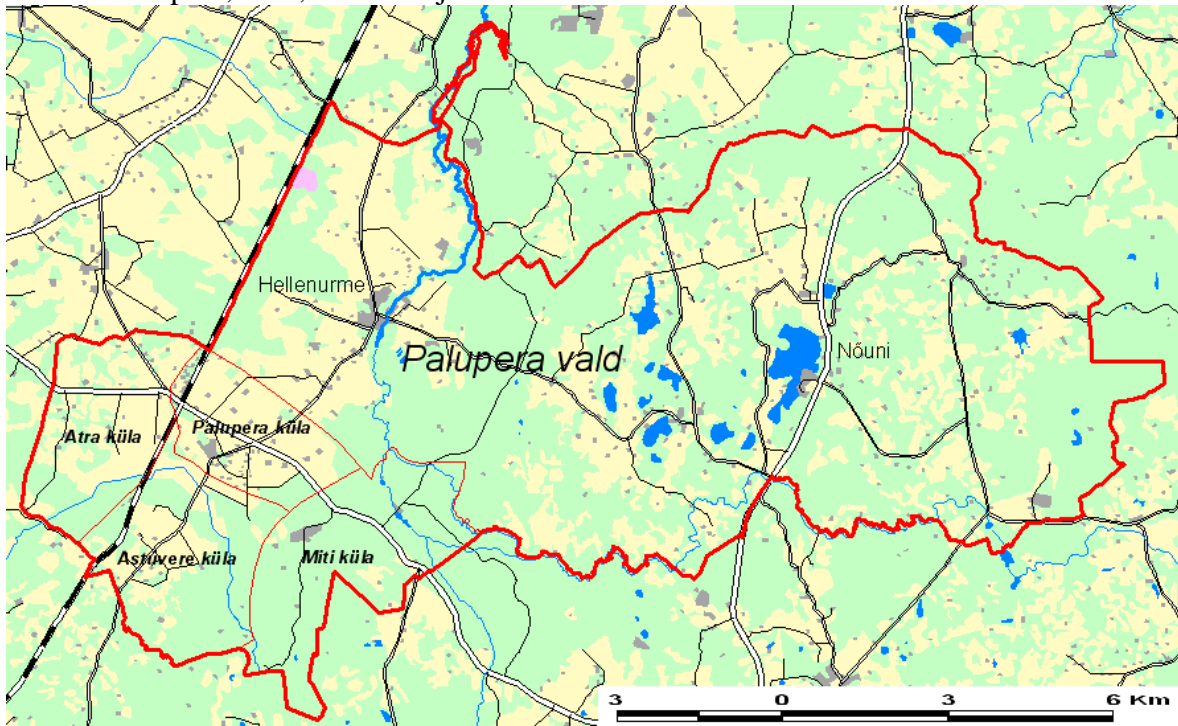 Hellenurme
Palupera vald
Nõuni
Atra küla
Palupera küla
Astuvere küla
Miti küla
3 0 3 6 Km